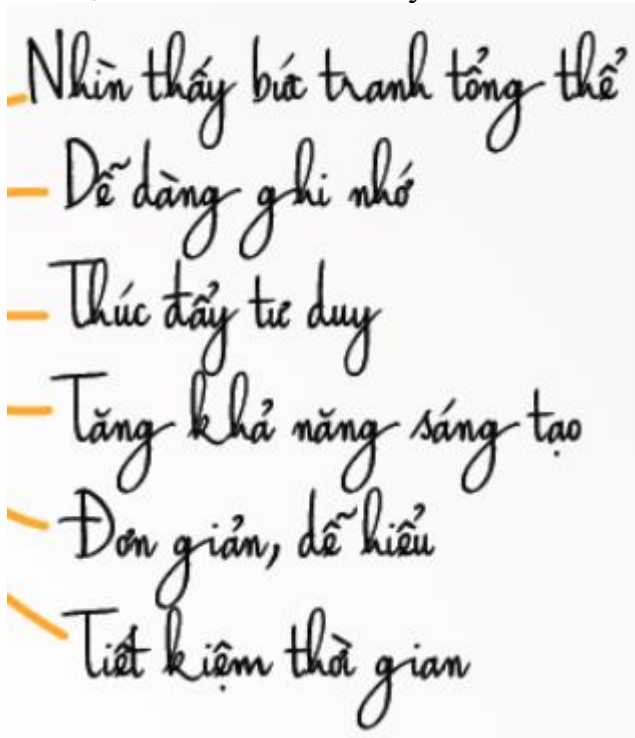 Nhìn thấy bức tranh tổng thể
Dễ dàng ghi nhớ
Thúc đẩy tư duy
Tăng khả năng sáng tạo
Đơn giản, dễ hiểu
Tiết kiệm thời gian